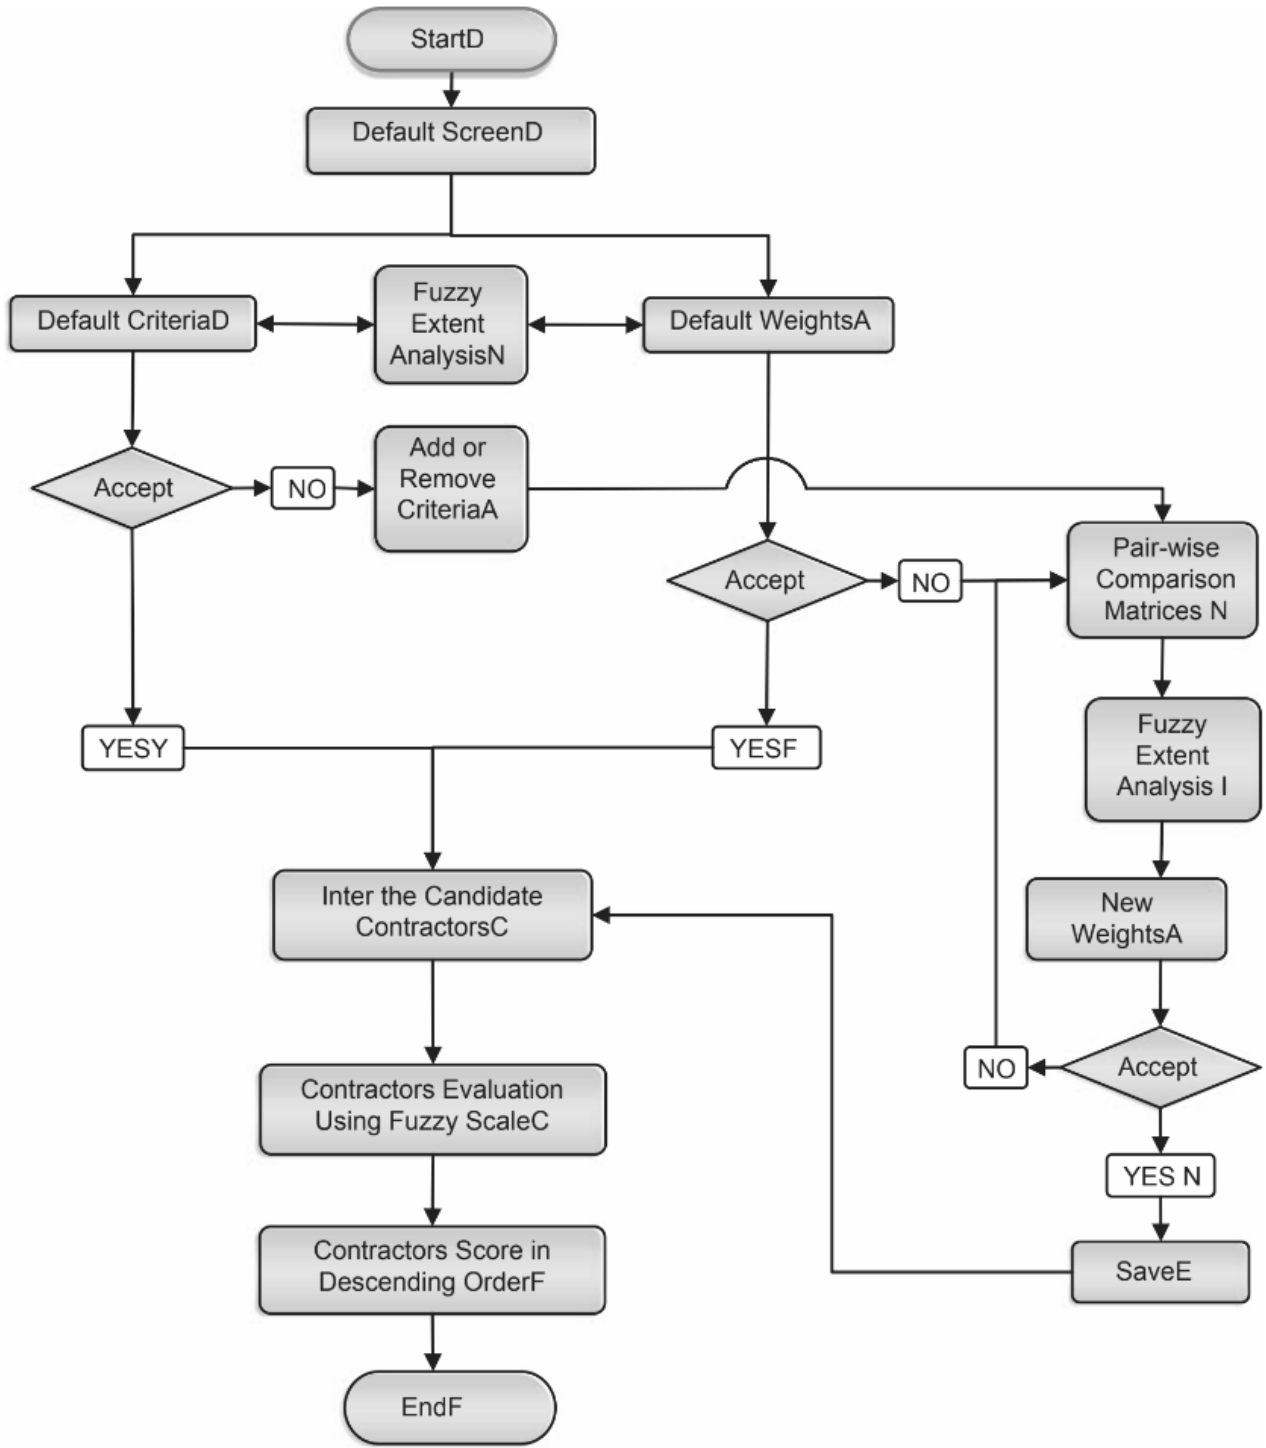 StartD
Default ScreenD
Default CriteriaD
Fuzzy
Extent
AnalysisN
Default WeightsA
Accept
NO
Add or
Remove
CriteriaA
Accept
NO
Pair-wise
Comparison
Matrices N
YESY
YESF
Fuzzy
Extent
Analysis I
Inter the Candidate
ContractorsC
New
WeightsA
Contractors Evaluation
Using Fuzzy ScaleC
NO
Accept
YES N
Contractors Score in
Descending OrderF
SaveE
EndF